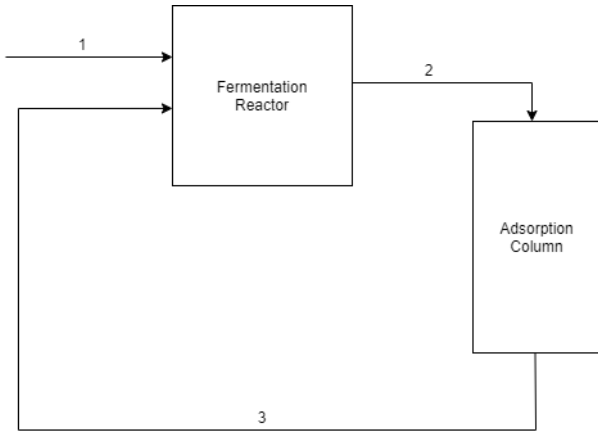 1
Fermentation
Reactor
2
Adsorption
Column
3